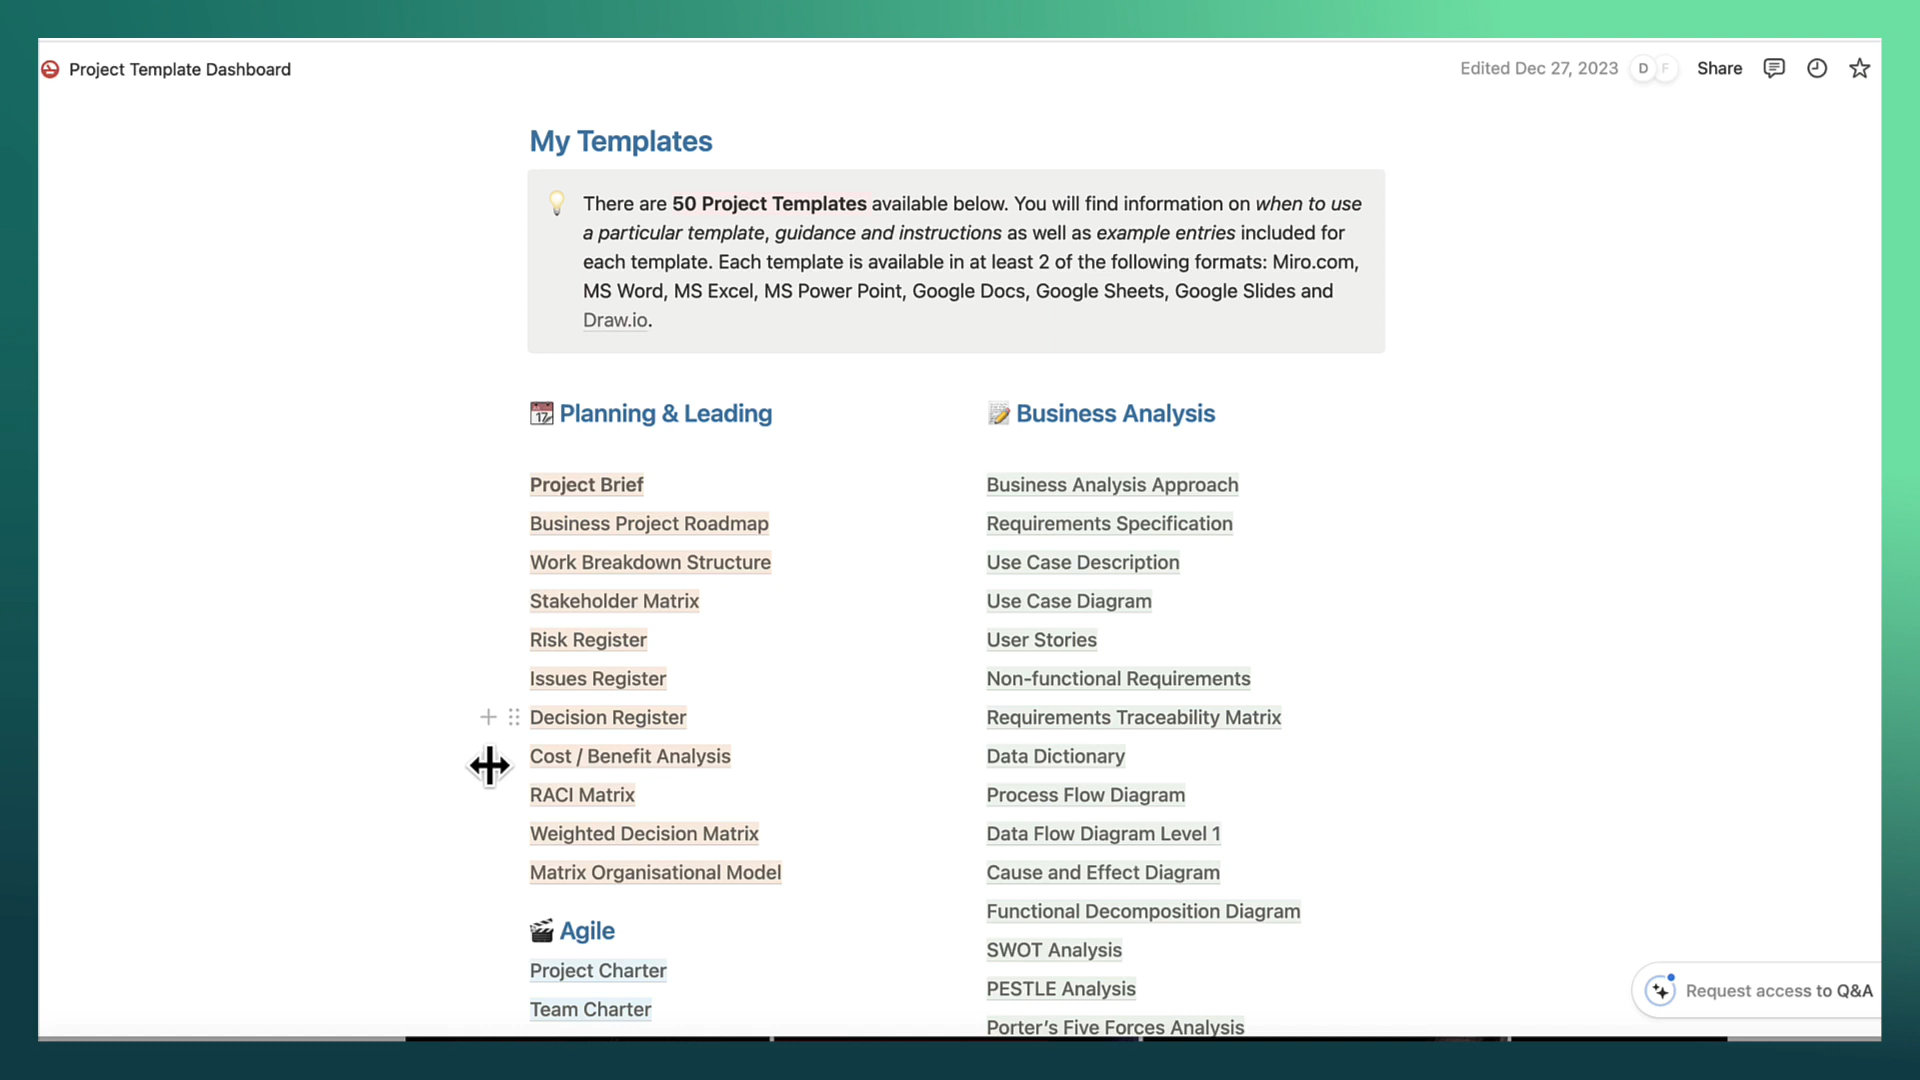 Project Template Dashboard
Edited Dec 27, 2023
D
F
Share
My Templates
There are 50 Project Templates available below. You will find information on when to use
a particular template, guidance and instructions as well as example entries included for
each template. Each template is available in at least 2 of the following formats: Miro.com,
MS Word, MS Excel, MS Power Point, Google Docs, Google Sheets, Google Slides and
Draw.io.
17 Planning & Leading
Project Brief
Business Project Roadmap
Work Breakdown Structure
Stakeholder Matrix
Risk Register
Issues Register
Decision Register
Cost / Benefit Analysis
RACI Matrix
Weighted Decision Matrix
Matrix Organisational Model
Agile
Project Charter
Team Charter
Business Analysis
Business Analysis Approach
Requirements Specification
Use Case Description
Use Case Diagram
User Stories
Non-functional Requirements
Requirements Traceability Matrix
Data Dictionary
Process Flow Diagram
Data Flow Diagram Level 1
Cause and Effect Diagram
Functional Decomposition Diagram
SWOT Analysis
PESTLE Analysis
Porter's Five Forces Analysis
Request access to Q&A